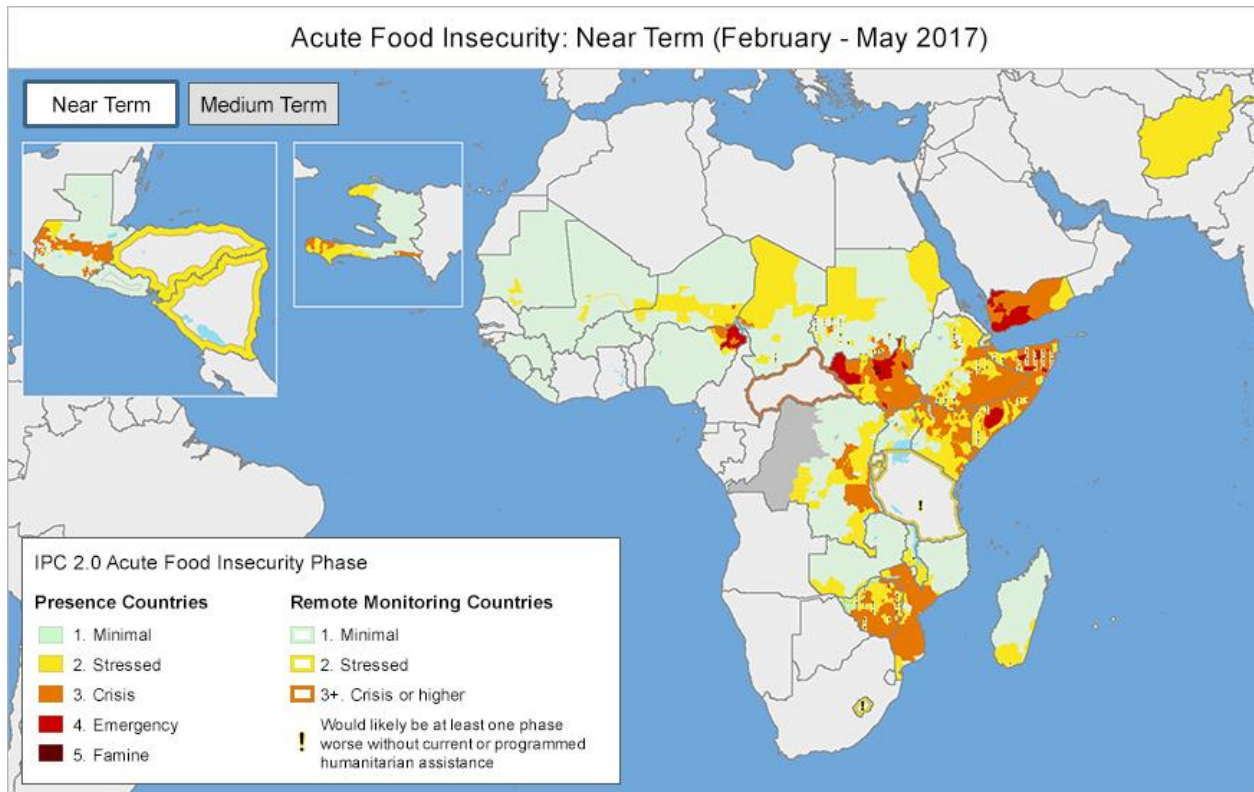 Acute Food Insecurity: Near Term (February - May 2017)
Near Term
Medium Term
IPC 2.0 Acute Food Insecurity Phase
Presence Countries
1. Minimal
2. Stressed
3. Crisis
4. Emergency
5. Famine
Remote Monitoring Countries
1. Minimal
2. Stressed
3+. Crisis or higher
! Would likely be at least one phase
worse without current or programmed
humanitarian assistance